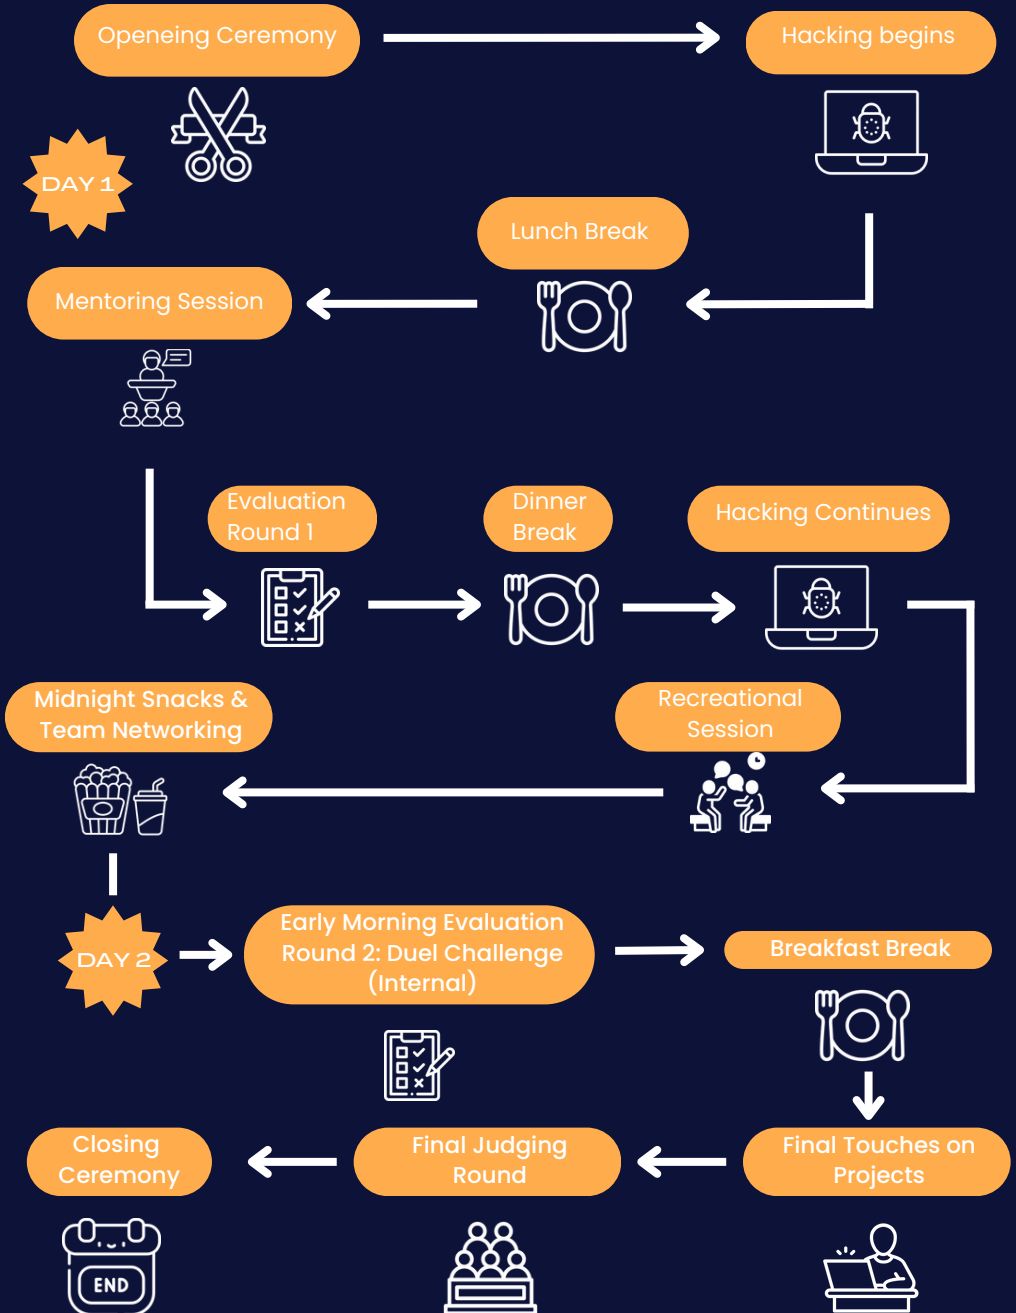 Openeing Ceremony
Hacking begins
DAY 1
Lunch Break
Mentoring Session
Evaluation
Round 1
Dinner
Break
Hacking Continues
Recreational
Session
Midnight Snacks &
Team Networking
DAY 2
Early Morning Evaluation
Round 2: Duel Challenge
(Internal)
Breakfast Break
Final Touches on
Projects
Final Judging
Round
Closing
Ceremony
END